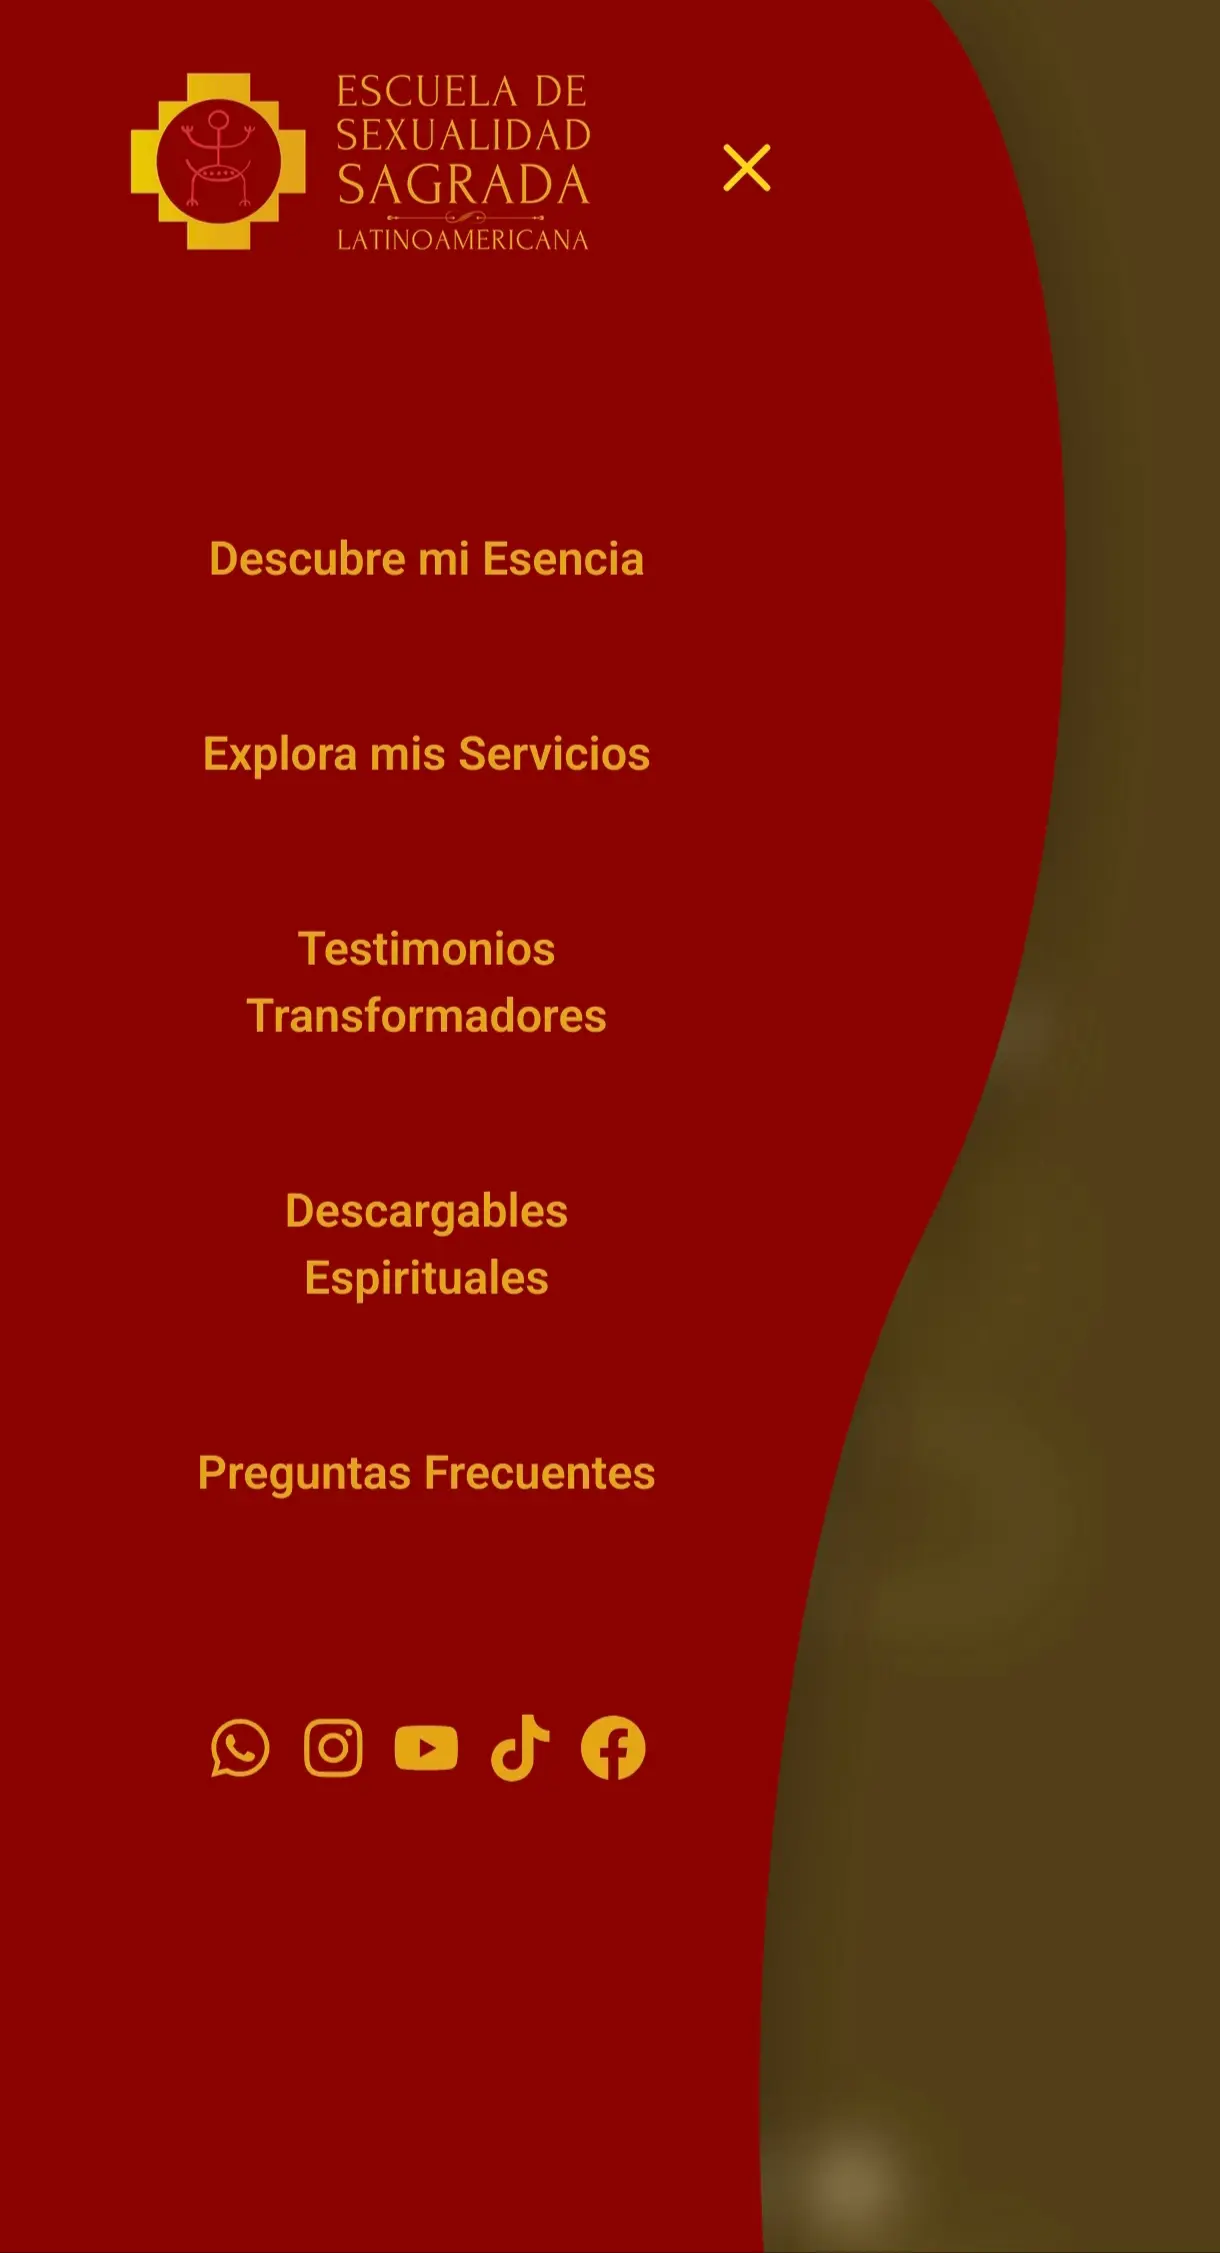 ESCUELA DE
SEXUALIDAD
SAGRADA
LATINOAMERICANA
Descubre mi Esencia
Explora mis Servicios
Testimonios
Transformadores
Descargables
Espirituales
Preguntas Frecuentes